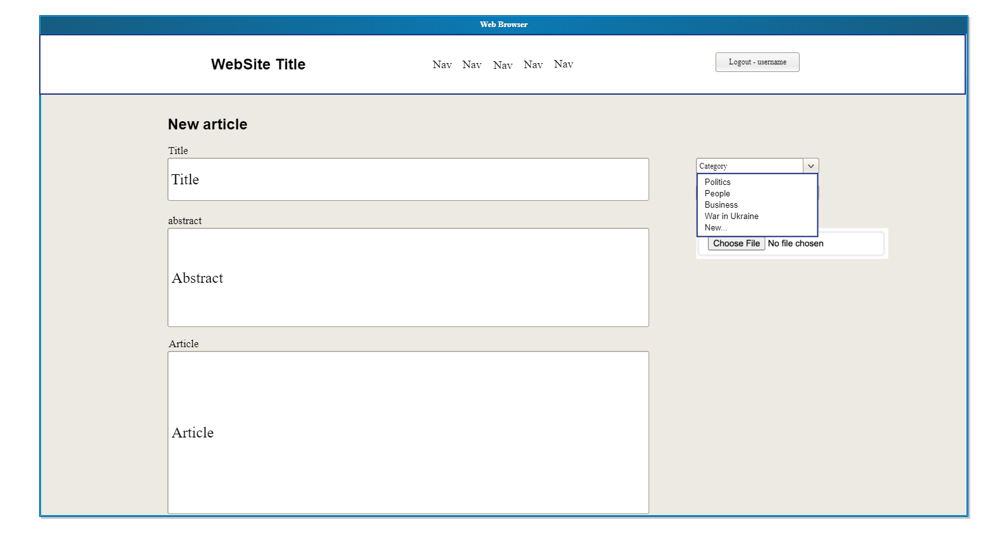 Web Browser
WebSite Title
Nav Nav Nav Nav Nav
Logout - username
New article
Title
Title
Category
Politics
People
Business
War in Ukraine
New...
Choose File No file chosen
abstract
Abstract
Article
Article